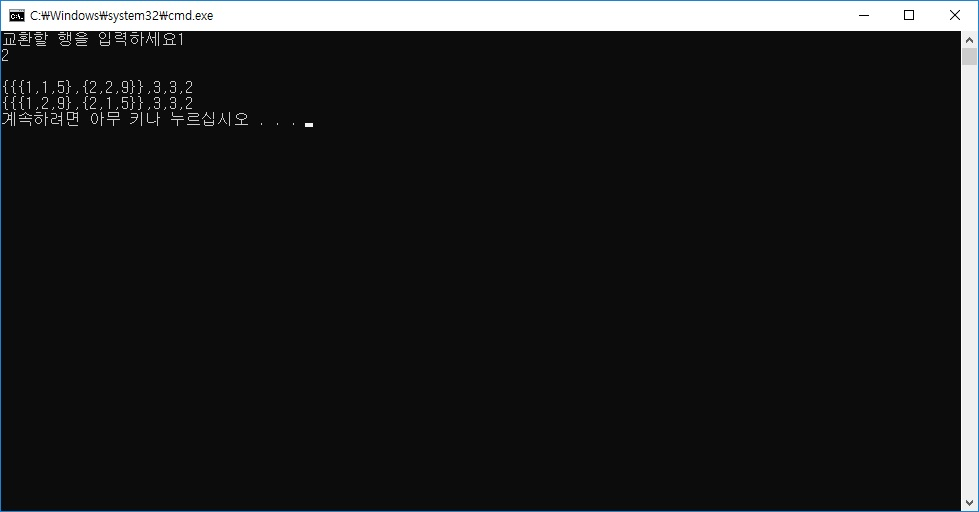 C:₩Windows₩system32₩cmd.exe
교환할 행을 입력하세요1
2
{{{1,1,5},{2,2,9}},3,3,2
{{{1,2,9},{2,1,5}},3,3,2
계속하려면 아무 키나 누르십시오 . . .